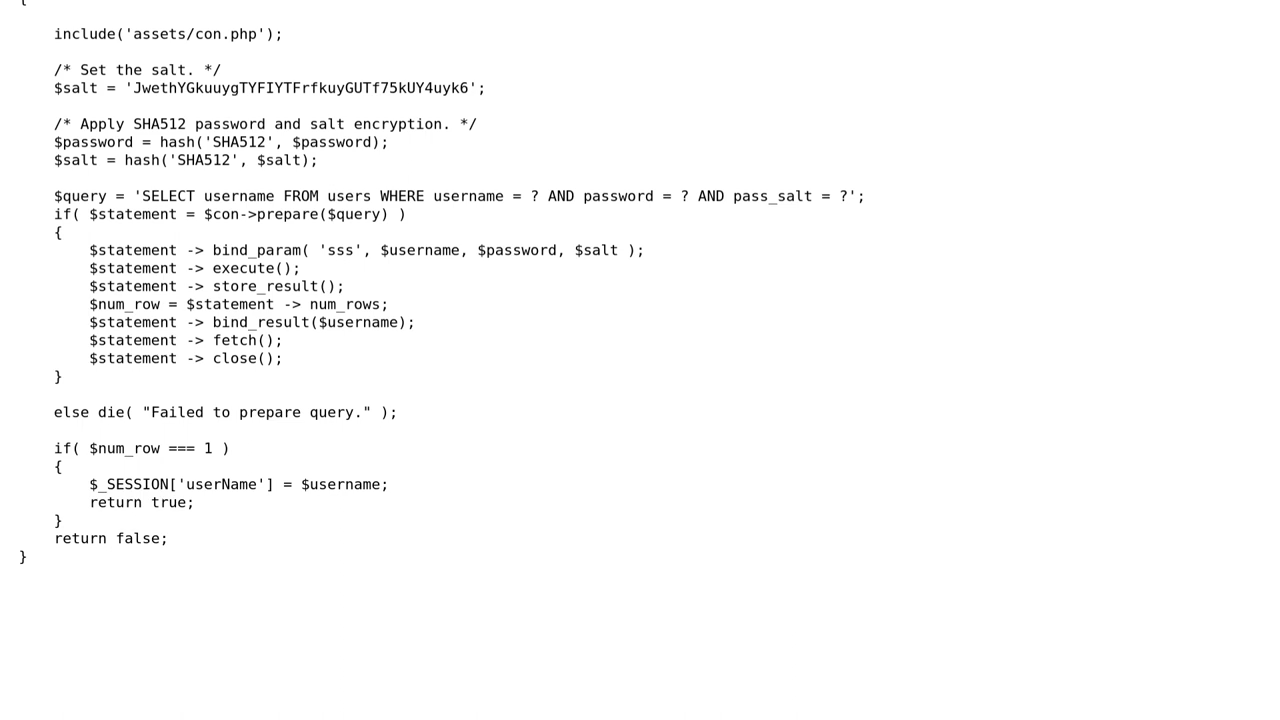 {
    include('assets/con.php');
    /* Set the salt. */
    $salt = 'JwethYGkuuygTYFIYTFrfkuyGUTf75kUY4uyk6';
    /* Apply SHA512 password and salt encryption. */
    $password = hash('SHA512', $password);
    $salt = hash('SHA512', $salt);
    $query = 'SELECT username FROM users WHERE username = ? AND password = ? AND pass_salt = ?';
    if( $statement = $con->prepare($query) )
    {
        $statement -> bind_param( 'sss', $username, $password, $salt );
        $statement -> execute();
        $statement -> store_result();
        $num_row = $statement -> num_rows;
        $statement -> bind_result($username);
        $statement -> fetch();
        $statement -> close();
    }
    else die( "Failed to prepare query." );
    if( $num_row === 1 )
    {
        $_SESSION['userName'] = $username;
        return true;
    }
    return false;
}